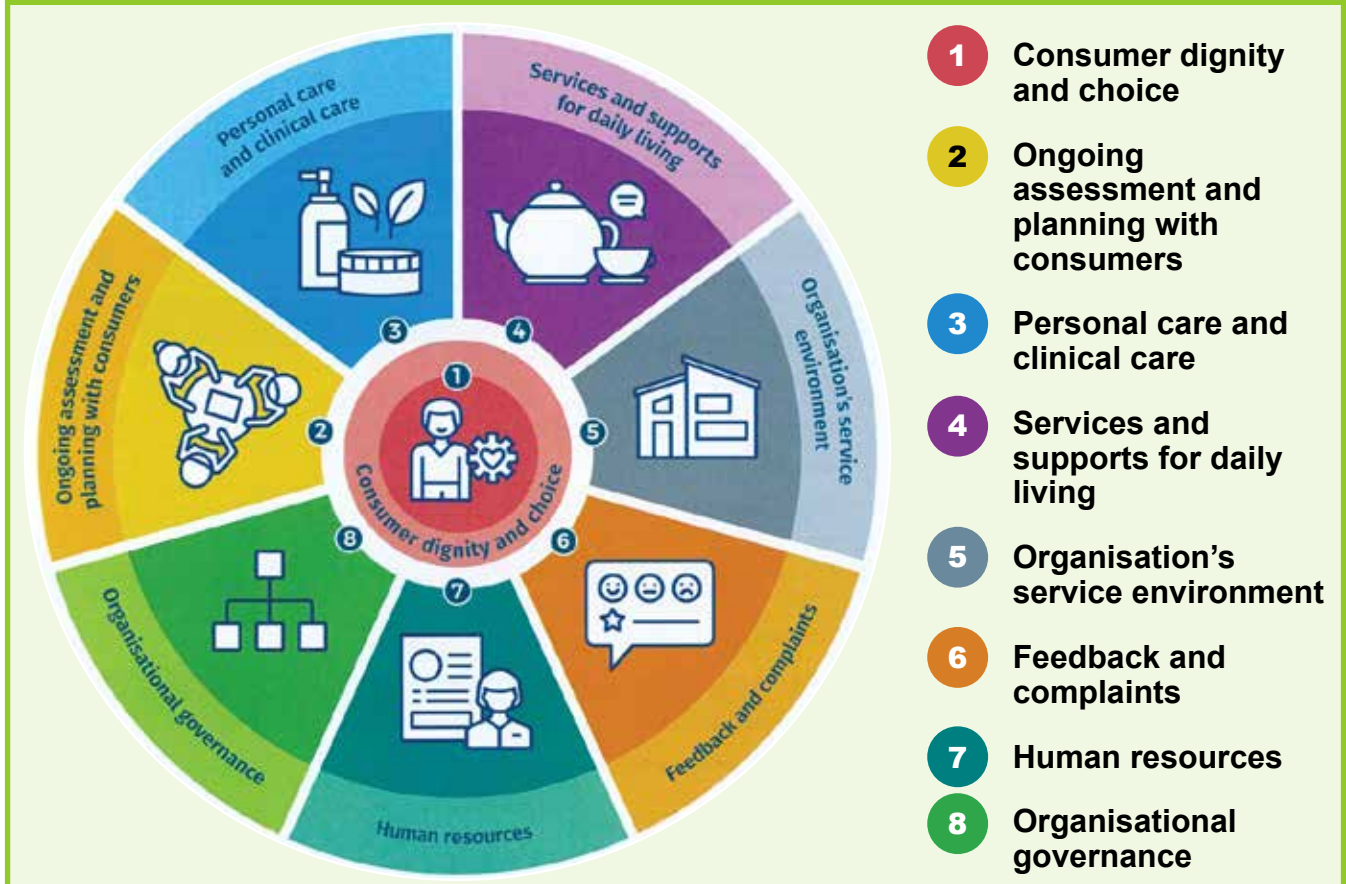 Personal care
and clinical care
Services and supports
for daily living
Organisation's service
environment
Feedback and complaints
Human resources
Organisational governance
Ongoing assessment and
planning with consumers
1
Consumer dignity and choice
2
3
4
5
6
7
8
1 Consumer dignity
and choice
2 Ongoing
assessment and
planning with
consumers
3 Personal care and
clinical care
4 Services and
supports for daily
living
5 Organisation’s
service environment
6 Feedback and
complaints
7 Human resources
8 Organisational
governance